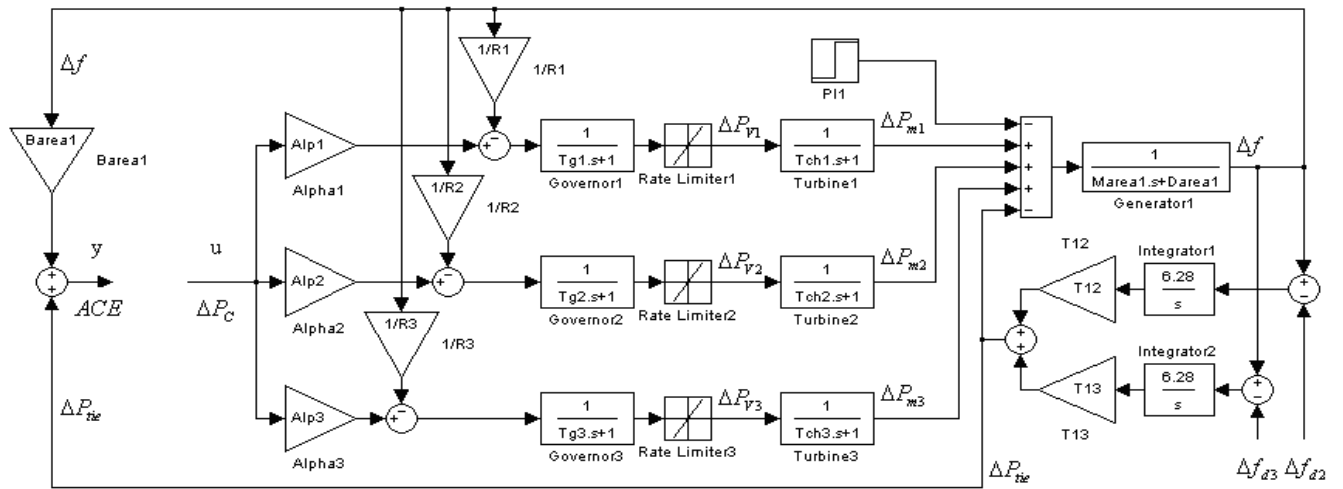 Δf
1/R1
1/R1
PI1
Barea1
Barea1
Alp1
Alpha1
1
Tg1.s+1
Governor1
Rate Limiter1
ΔP_V1
1
Tch1.s+1
Turbine1
ΔP_m1
−
+
+
+
−
1
Marea1.s+Darea1
Generator1
Δf
1/R2
1/R2
y
ACE
u
ΔP_C
Alp2
Alpha2
1
Tg2.s+1
Governor2
Rate Limiter2
ΔP_V2
1
Tch2.s+1
Turbine2
ΔP_m2
T12
T12
Integrator1
6.28
s
1/R3
1/R3
Integrator2
6.28
s
T13
T13
ΔP_tie
Alp3
Alpha3
1
Tg3.s+1
Governor3
Rate Limiter3
ΔP_V3
1
Tch3.s+1
Turbine3
ΔP_m3
ΔP_tie
Δf_d3
Δf_d2